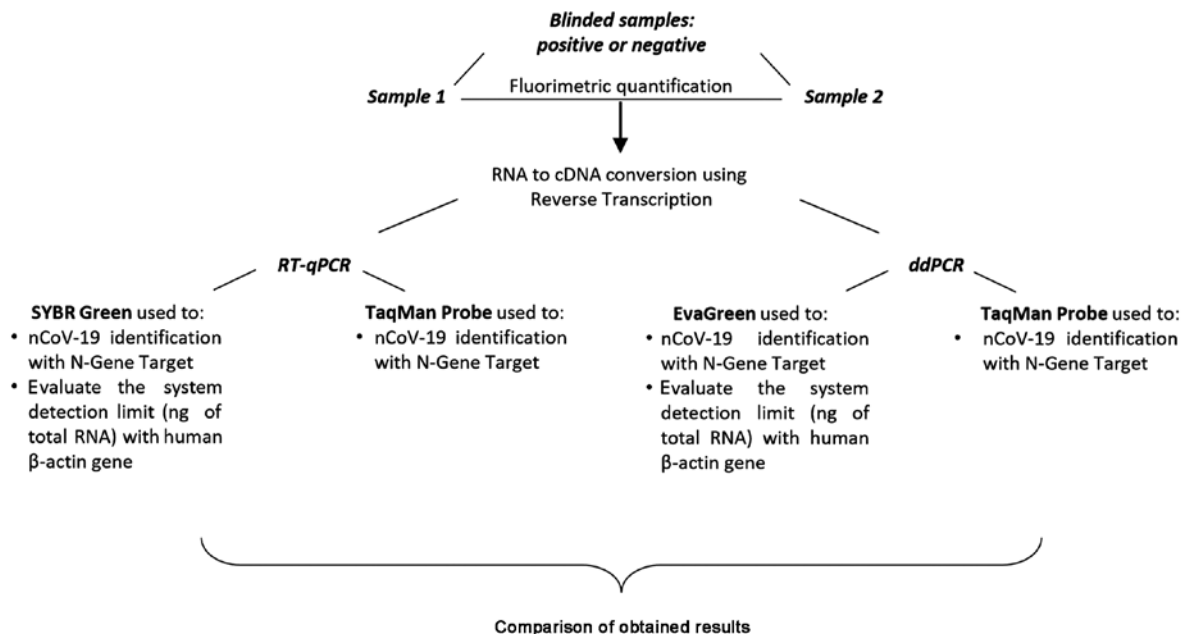 Blinded samples:
positive or negative
Sample 1
Fluorimetric quantification
Sample 2
RNA to cDNA conversion using
Reverse Transcription
RT-qPCR
ddPCR
SYBR Green used to:
• nCoV-19 identification
with N-Gene Target
• Evaluate the system
detection limit (ng of
total RNA) with human
β-actin gene
TaqMan Probe used to:
• nCoV-19 identification
with N-Gene Target
EvaGreen used to:
• nCoV-19 identification
with N-Gene Target
• Evaluate the system
detection limit (ng of
total RNA) with human
β-actin gene
TaqMan Probe used to:
• nCoV-19 identification
with N-Gene Target
Comparison of obtained results